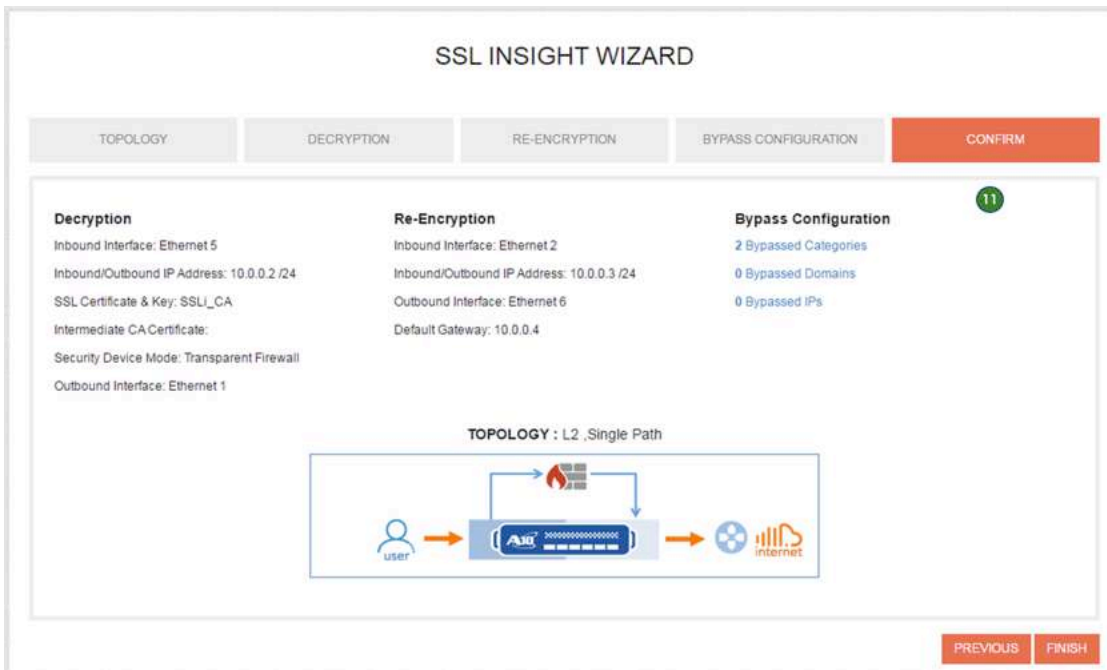 SSL INSIGHT WIZARD
TOPOLOGY
DECRYPTION
RE-ENCRYPTION
BYPASS CONFIGURATION
CONFIRM
11
Decryption
Inbound Interface: Ethernet 5
Inbound/Outbound IP Address: 10.0.0.2 /24
SSL Certificate & Key: SSLi_CA
Intermediate CA Certificate:
Security Device Mode: Transparent Firewall
Outbound Interface: Ethernet 1
Re-Encryption
Inbound Interface: Ethernet 2
Inbound/Outbound IP Address: 10.0.0.3 /24
Outbound Interface: Ethernet 6
Default Gateway: 10.0.0.4
Bypass Configuration
2 Bypassed Categories
0 Bypassed Domains
0 Bypassed IPs
TOPOLOGY : L2 ,Single Path
user
A10
internet
PREVIOUS
FINISH